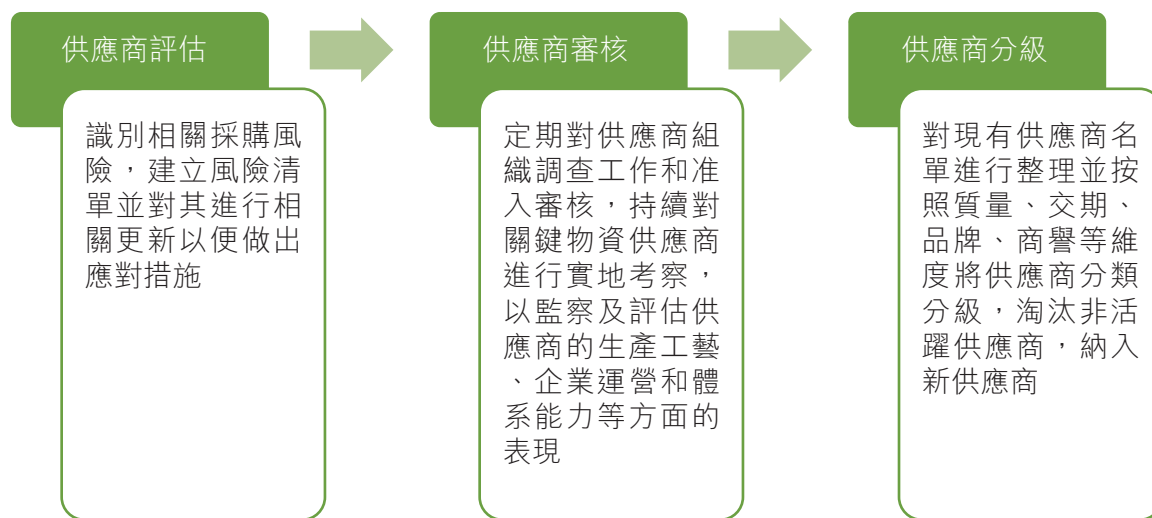 供應商評估
識別相關採購風
險，建立風險清
單並對其進行相
關更新以便做出
應對措施
供應商審核
定期對供應商組
織調查工作和准
入審核，持續對
關鍵物資供應商
進行實地考察，
以監察及評估供
應商的生產工藝
、企業運營和體
系能力等方面的
表現
供應商分級
對現有供應商名
單進行整理並按
照質量、交期、
品牌、商譽等維
度將供應商分類
分級，淘汰非活
躍供應商，納入
新供應商